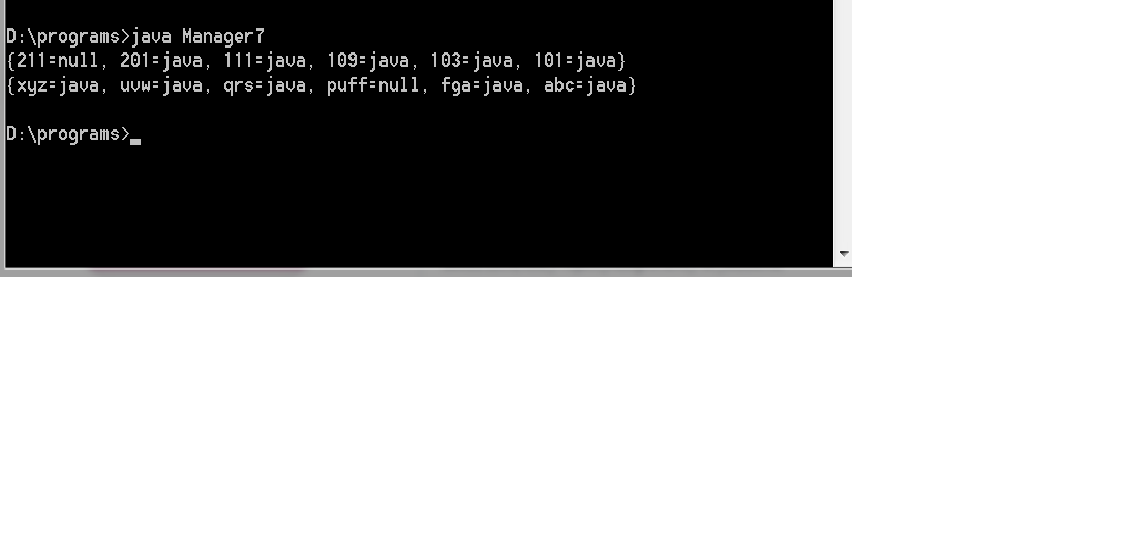 D:\programs>java Manager7
{211=null, 201=java, 111=java, 109=java, 103=java, 101=java}
{xyz=java, uvw=java, qrs=java, puff=null, fga=java, abc=java}
D:\programs>_